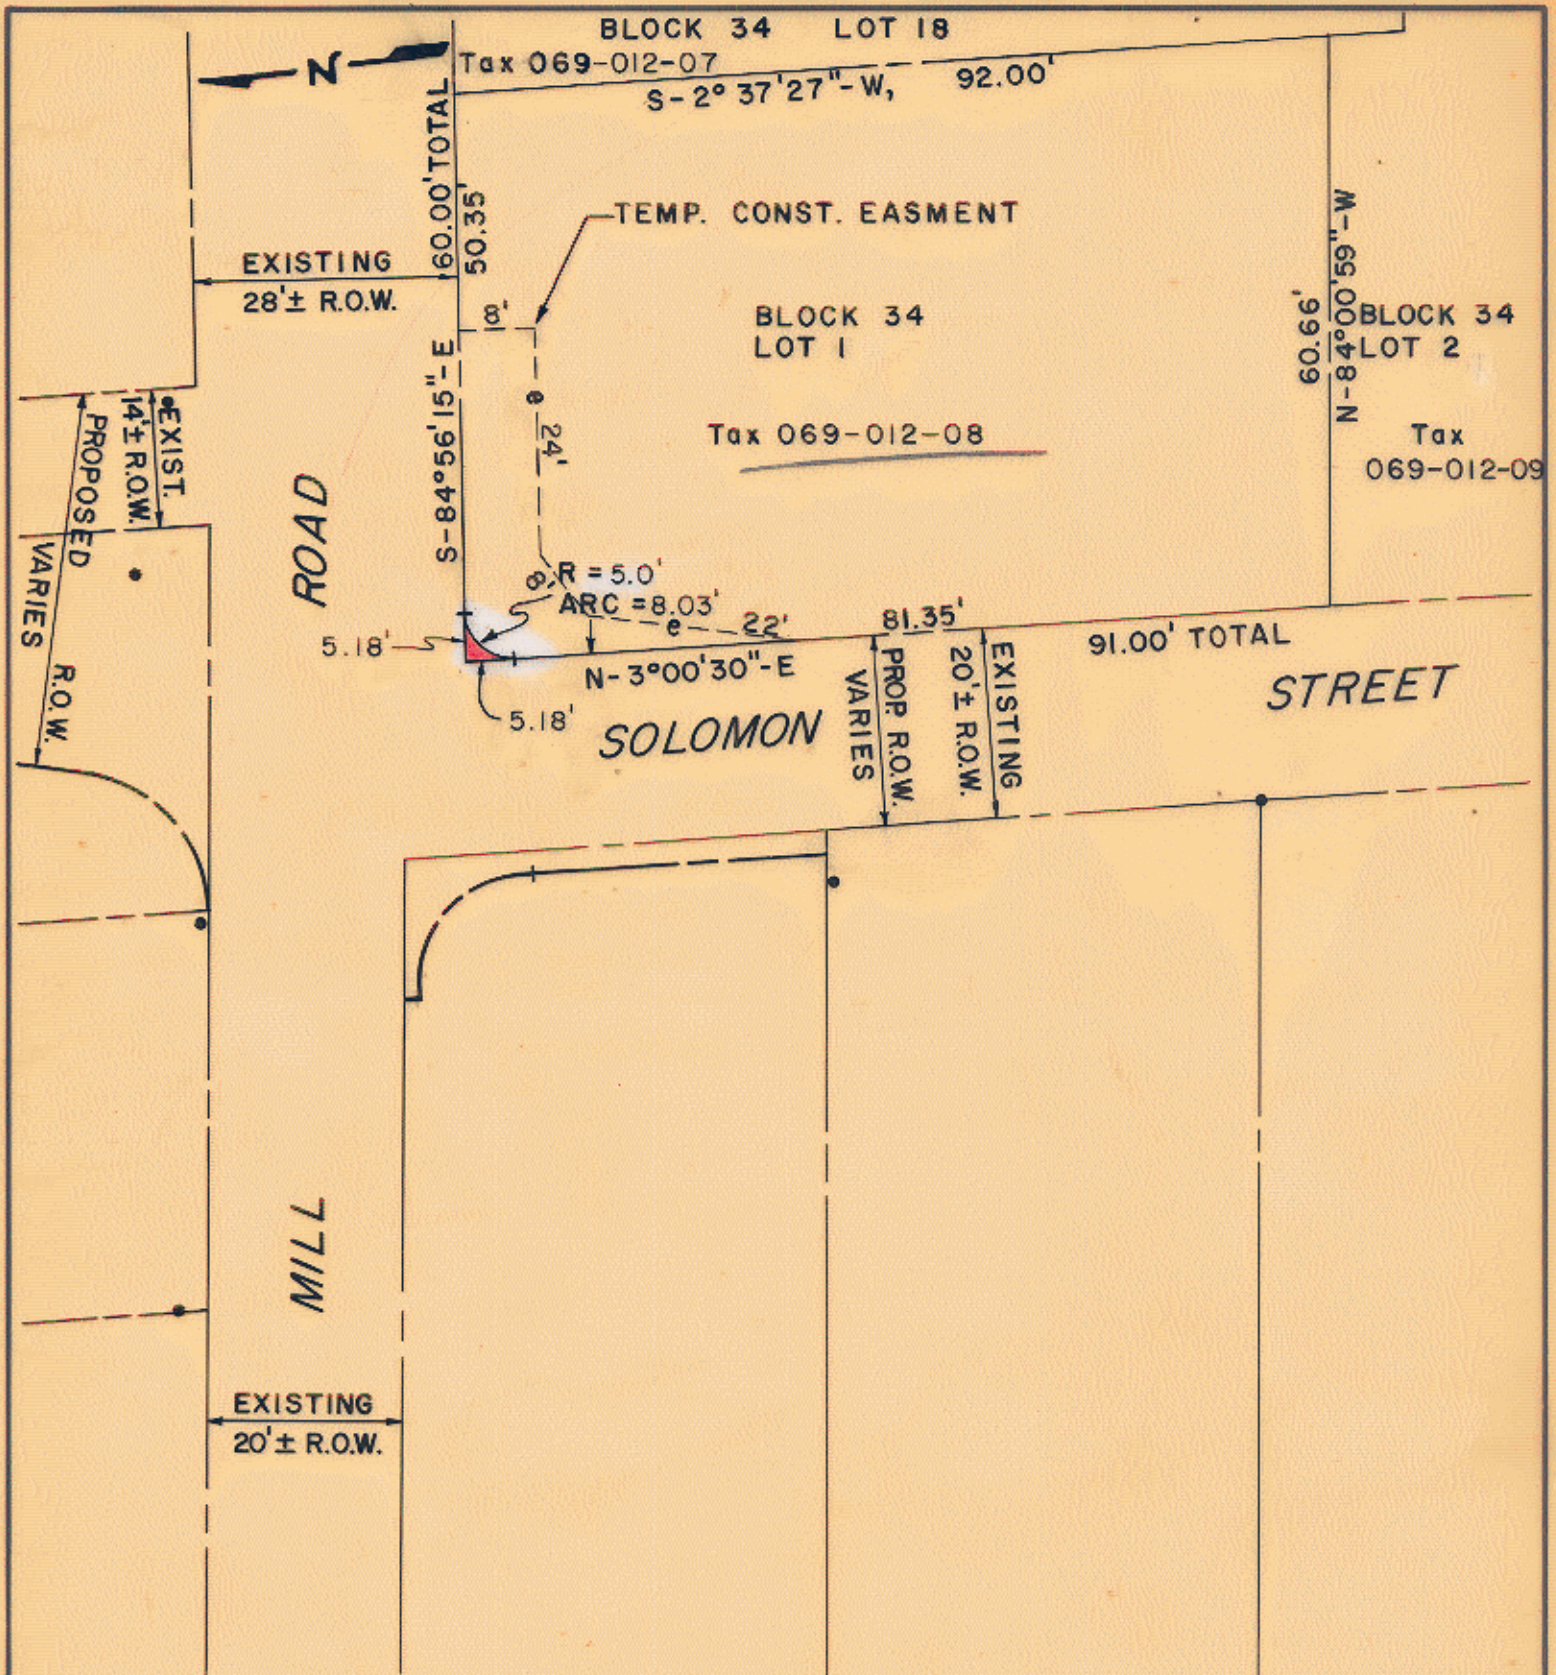 BLOCK 34 LOT 18
N
Tax 069-012-07
S-2° 37'27"-W, 92.00'
60.00' TOTAL
50.35'
TEMP. CONST. EASMENT
EXISTING
28'± R.O.W.
8'
BLOCK 34
LOT 1
60.66'
N-84°00'59"-W
BLOCK 34
LOT 2
S-84°56'15"-E
e
24'
Tax 069-012-08
Tax
069-012-09
EXIST.
14'± R.O.W.
PROPOSED
VARIES
R.O.W.
ROAD
8'
R = 5.0'
ARC = 8.03'
e
22'
81.35'
91.00' TOTAL
5.18'
N-3°00'30"-E
5.18'
SOLOMON
STREET
PROP. R.O.W.
VARIES
EXISTING
20'± R.O.W.
MILL
EXISTING
20'± R.O.W.